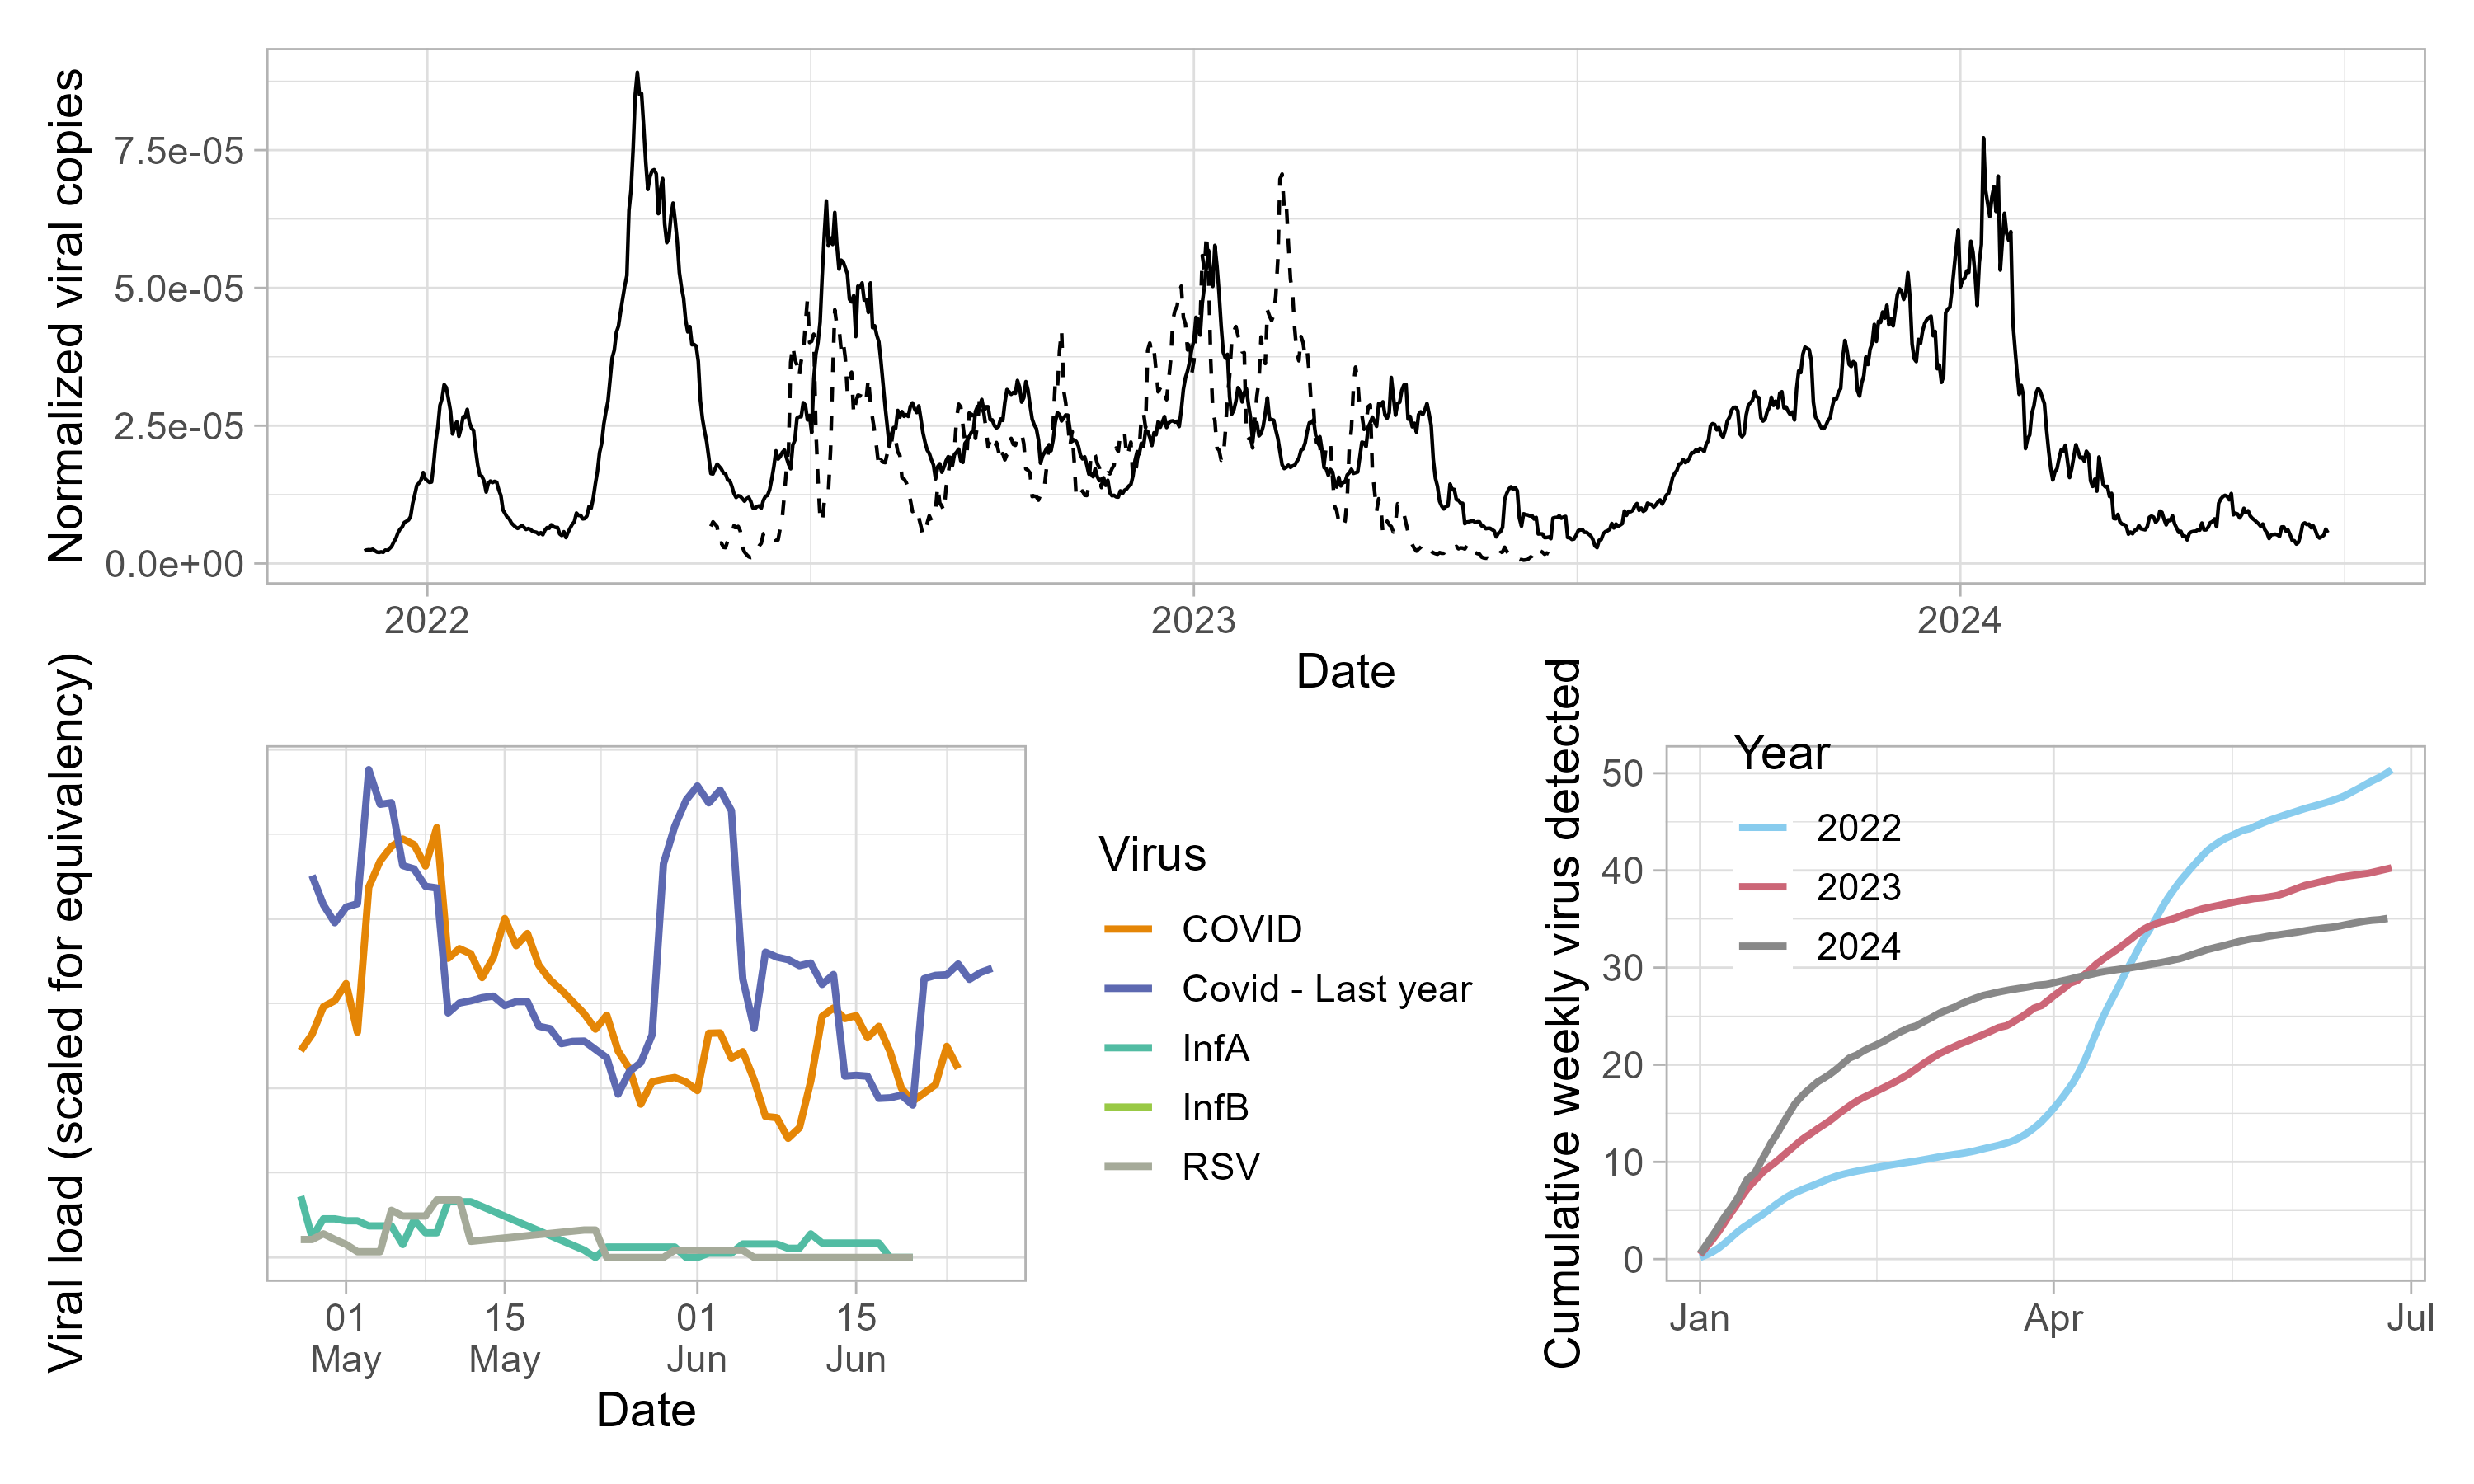 Normalized viral copies
7.5e-05
5.0e-05
2.5e-05
0.0e+00
2022
2023
2024
Date
Viral load (scaled for equivalency)
01
May
15
May
01
Jun
15
Jun
Date
Virus
COVID
Covid - Last year
InfA
InfB
RSV
Cumulative weekly virus detected
50
40
30
20
10
0
Year
2022
2023
2024
Jan
Apr
Jul